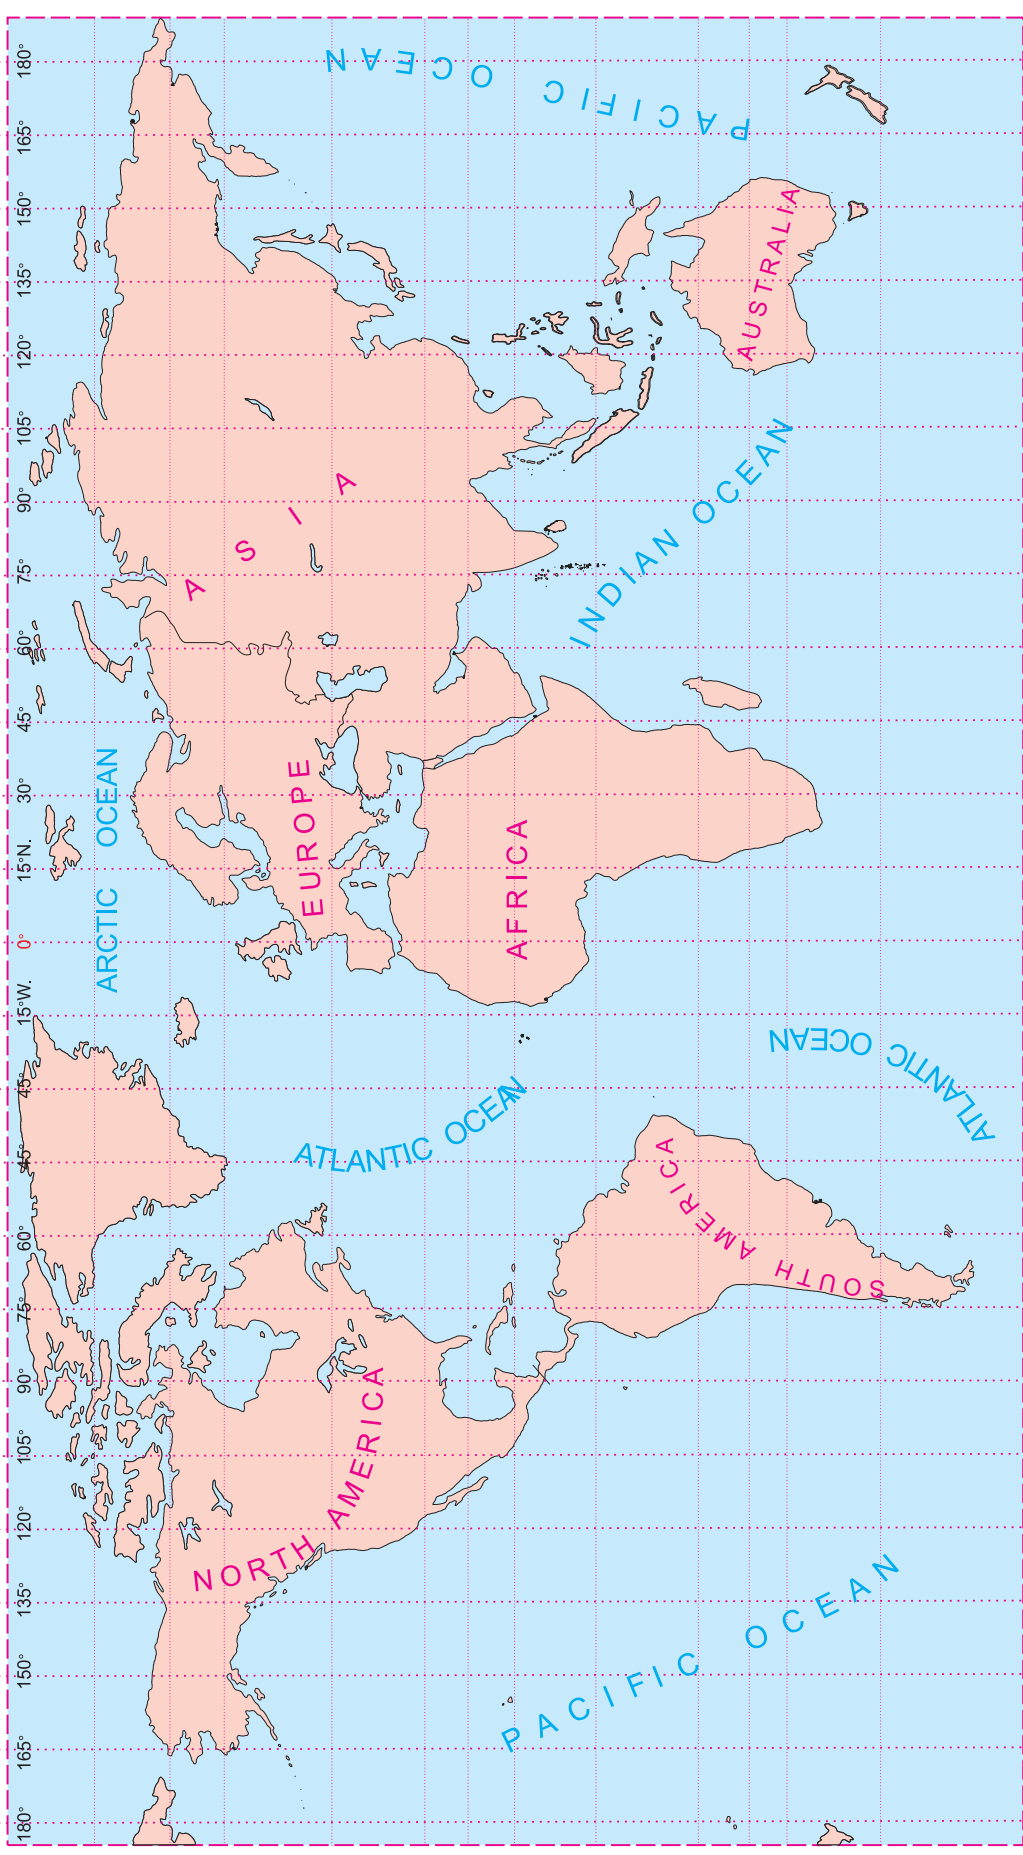 180° 165° 150° 135° 120° 105° 90° 75° 60° 45° 45° 15°W. 0° 15°N. 30° 45° 60° 75° 90° 105° 120° 135° 150° 165° 180°
ARCTIC OCEAN
NORTH AMERICA
EUROPE
ASIA
ATLANTIC OCEAN
PACIFIC OCEAN
AFRICA
PACIFIC OCEAN
SOUTH AMERICA
INDIAN OCEAN
AUSTRALIA
ATLANTIC OCEAN